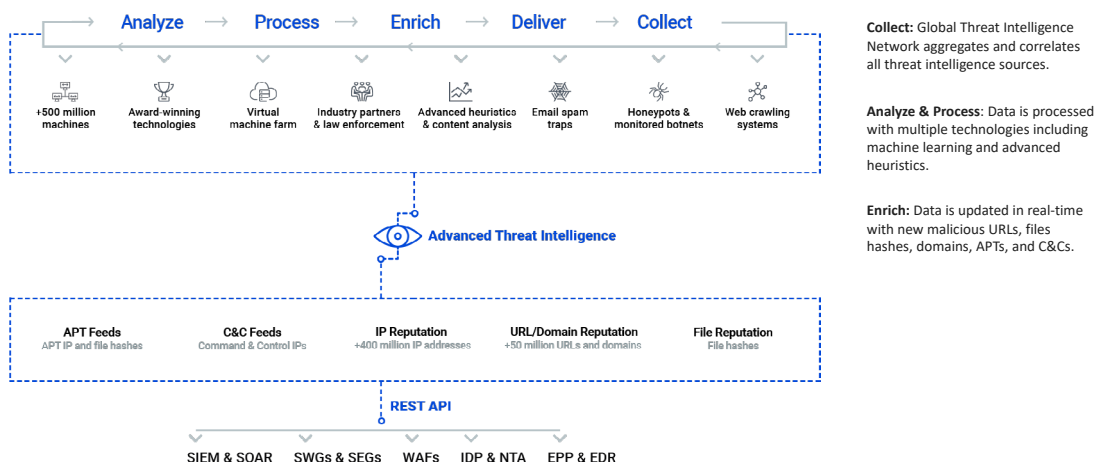 Analyze Process Enrich Deliver Collect
+500 million
machines
Award-winning
technologies
Virtual
machine farm
Industry partners
& law enforcement
Advanced heuristics
& content analysis
Email spam
traps
Honeypots &
monitored botnets
Web crawling
systems
Advanced Threat Intelligence
APT Feeds
APT IP and file hashes
C&C Feeds
Command & Control IPs
IP Reputation
+400 million IP addresses
URL/Domain Reputation
+50 million URLs and domains
File Reputation
File hashes
REST API
SIEM & SOAR SWGs & SEGs WAFs IDP & NTA EPP & EDR
Collect: Global Threat Intelligence
Network aggregates and correlates
all threat intelligence sources.
Analyze & Process: Data is processed
with multiple technologies including
machine learning and advanced
heuristics.
Enrich: Data is updated in real-time
with new malicious URLs, files
hashes, domains, APTs, and C&Cs.